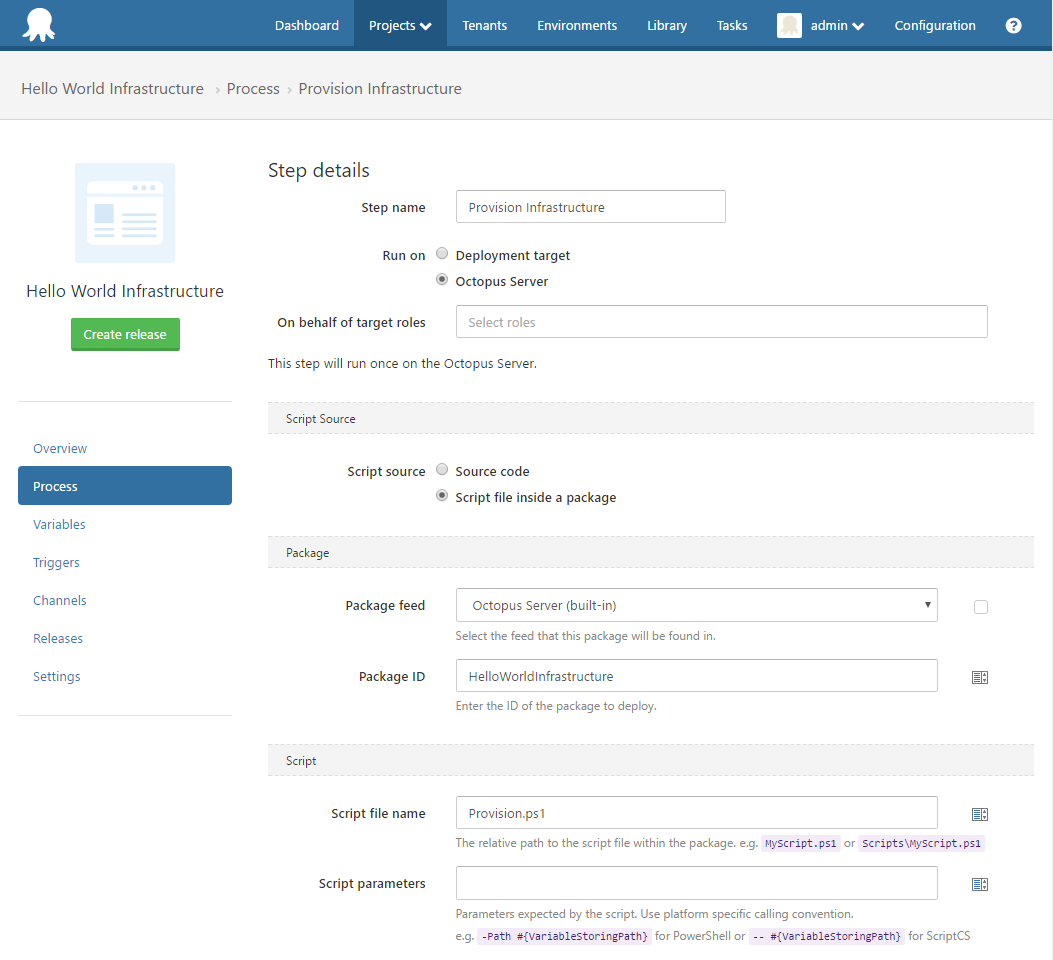 Dashboard Projects Tenants Environments Library Tasks admin Configuration ?
Hello World Infrastructure › Process › Provision Infrastructure
Hello World Infrastructure
Create release
Overview
Process
Variables
Triggers
Channels
Releases
Settings
Step details
Step name Provision Infrastructure
Run on Deployment target
Octopus Server
On behalf of target roles Select roles
This step will run once on the Octopus Server.
Script Source
Script source Source code
Script file inside a package
Package
Package feed Octopus Server (built-in)
Select the feed that this package will be found in.
Package ID HelloWorldInfrastructure
Enter the ID of the package to deploy.
Script
Script file name Provision.ps1
The relative path to the script file within the package. e.g. MyScript.ps1 or Scripts\MyScript.ps1
Script parameters
Parameters expected by the script. Use platform specific calling convention.
e.g. -Path #{VariableStoringPath} for PowerShell or -- #{VariableStoringPath} for ScriptCS